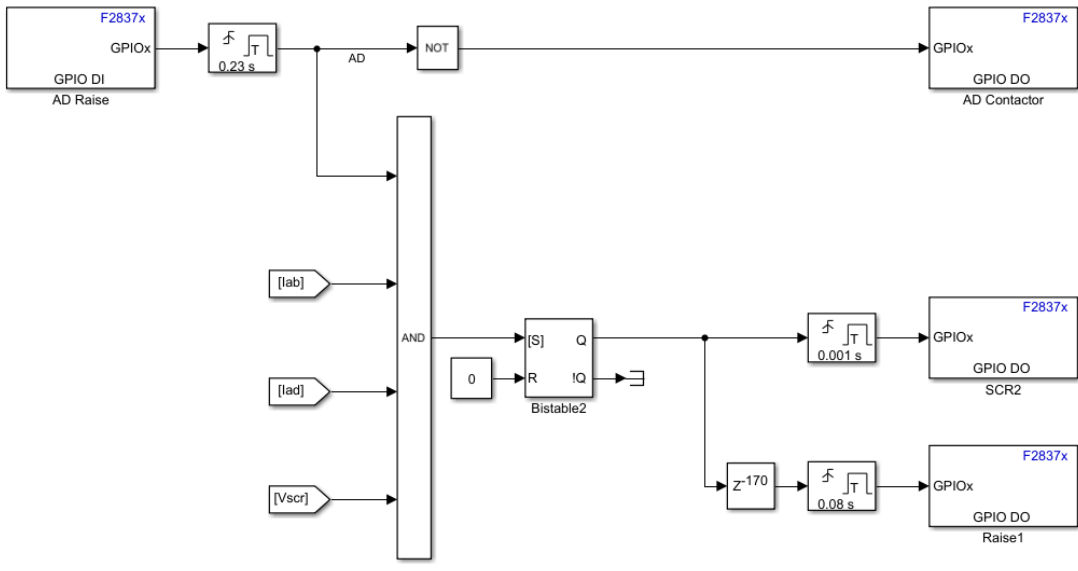 F2837x
GPIOx
GPIO DI
AD Raise
T
0.23 s
AD
NOT
F2837x
GPIOx
GPIO DO
AD Contactor
[Iab]
[Iad]
[Vscr]
AND
0
[S]
Q
R
!Q
Bistable2
T
0.001 s
F2837x
GPIOx
GPIO DO
SCR2
Z-170
T
0.08 s
F2837x
GPIOx
GPIO DO
Raise1